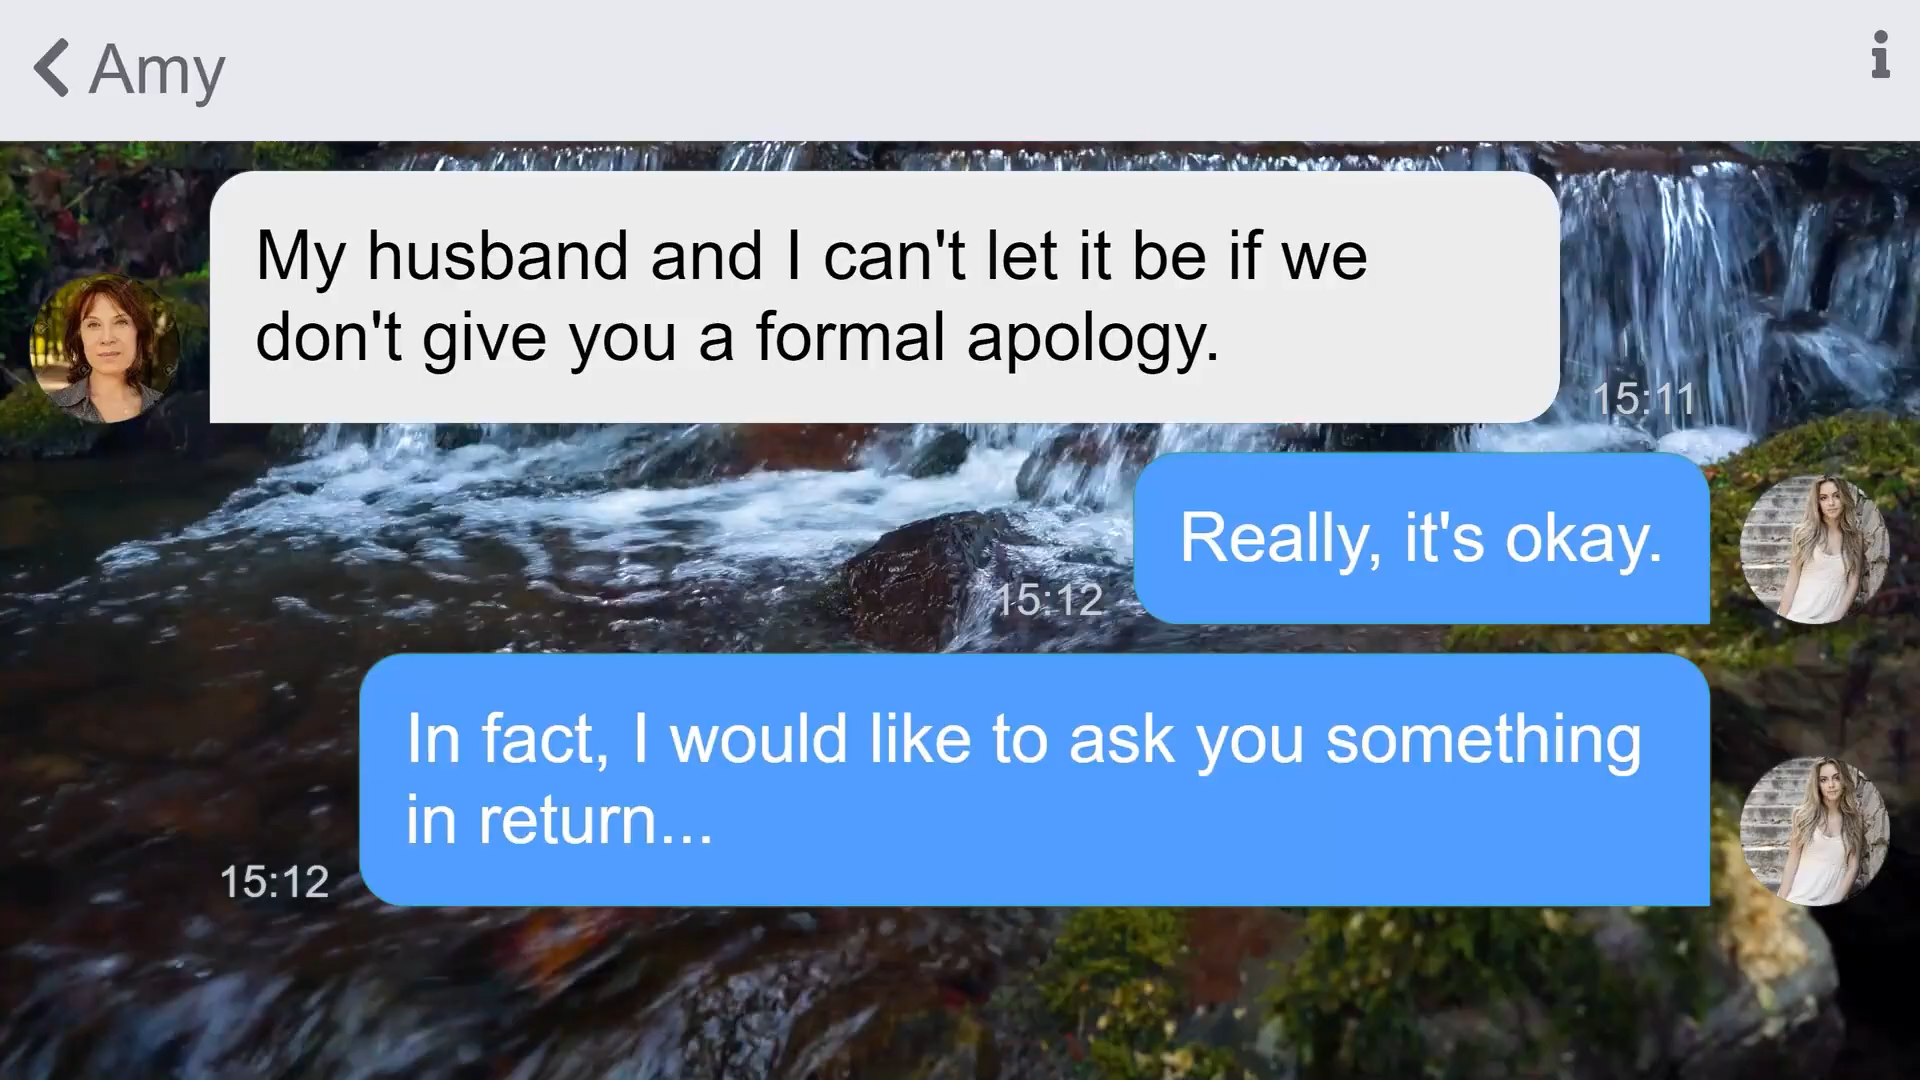 Amy
My husband and I can't let it be if we
don't give you a formal apology.
15:11
Really, it's okay.
15:12
In fact, I would like to ask you something
in return...
15:12